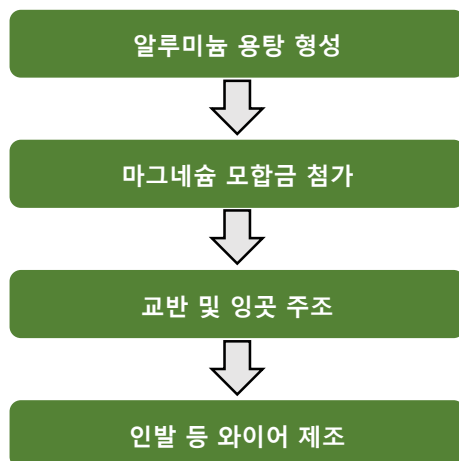 알루미늄 용탕 형성
마그네슘 모합금 첨가
교반 및 잉곳 주조
인발 등 와이어 제조